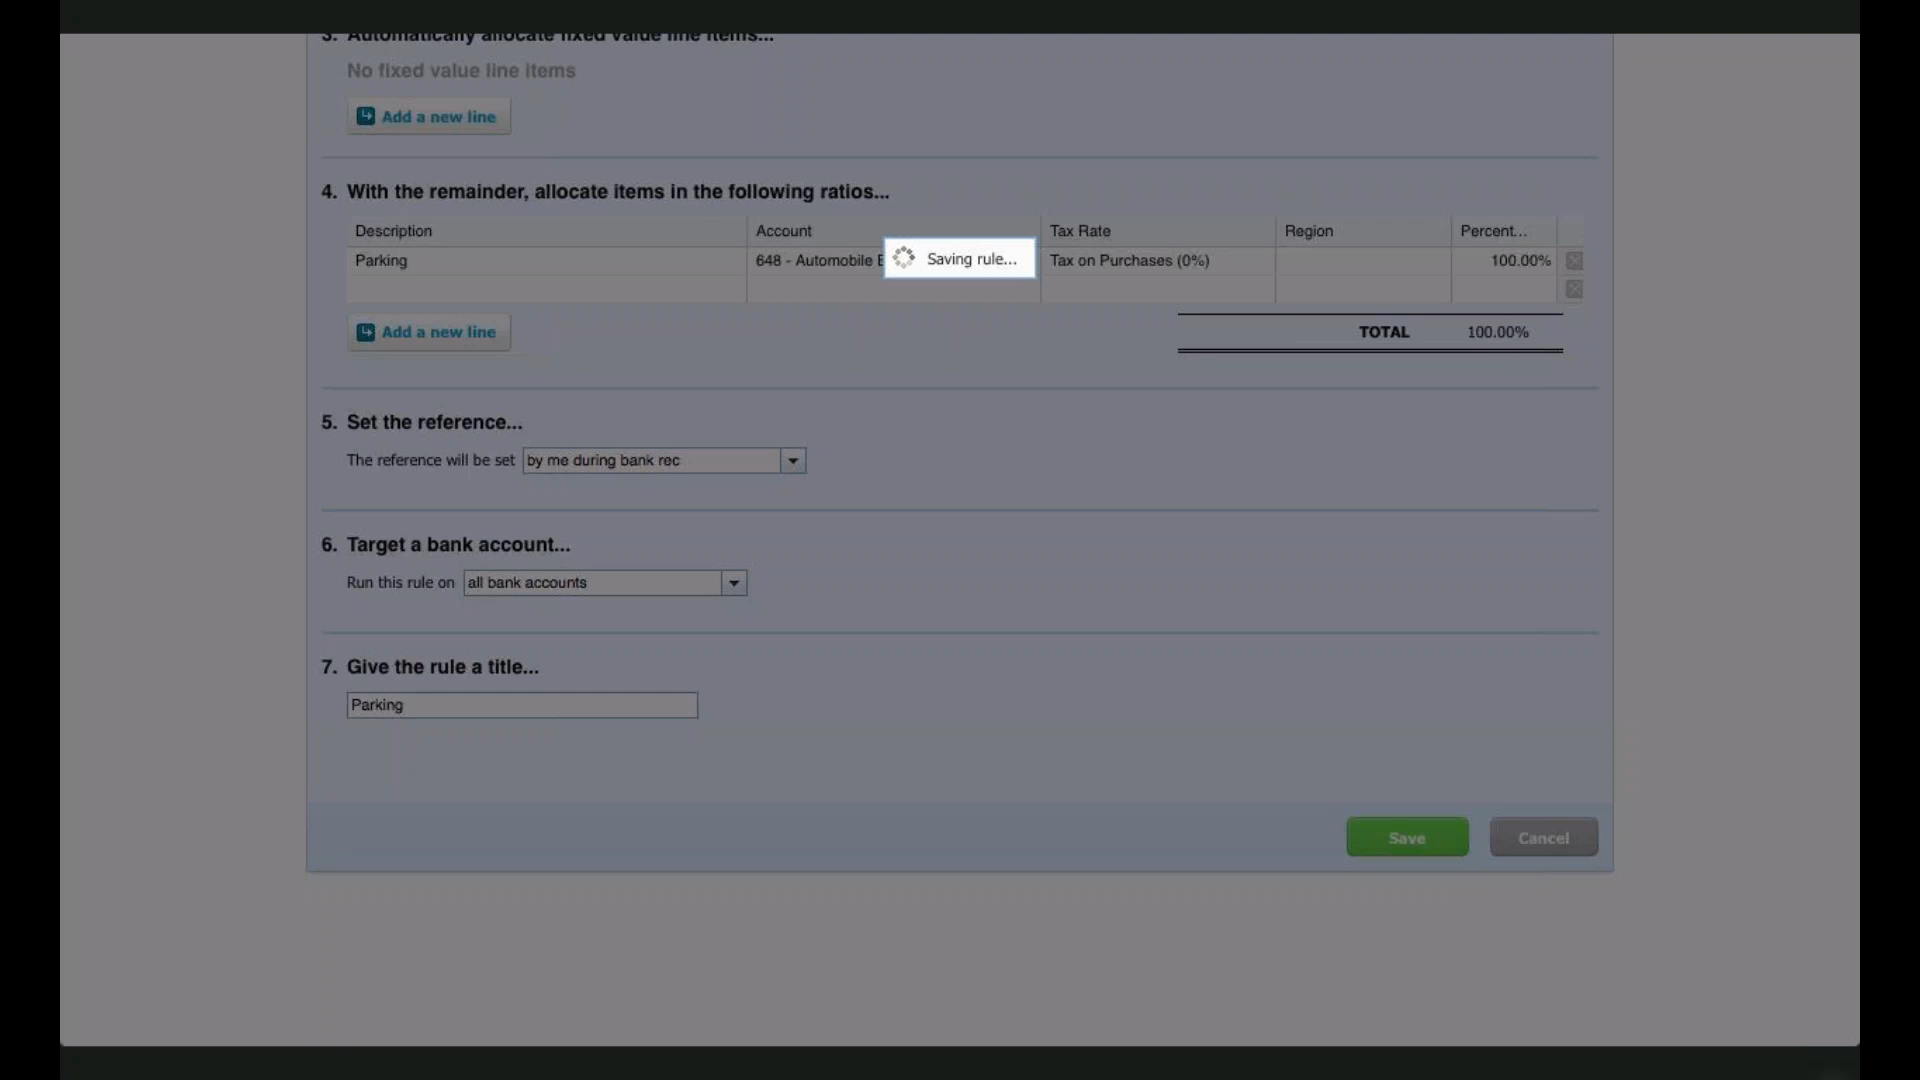 3. Automatically allocate fixed value line items...
No fixed value line items
Add a new line
4. With the remainder, allocate items in the following ratios...
Description Account Tax Rate Region Percent...
Parking 648 - Automobile E Tax on Purchases (0%) 100.00%
Saving rule...
Add a new line TOTAL 100.00%
5. Set the reference...
The reference will be set by me during bank rec
6. Target a bank account...
Run this rule on all bank accounts
7. Give the rule a title...
Parking
Save Cancel